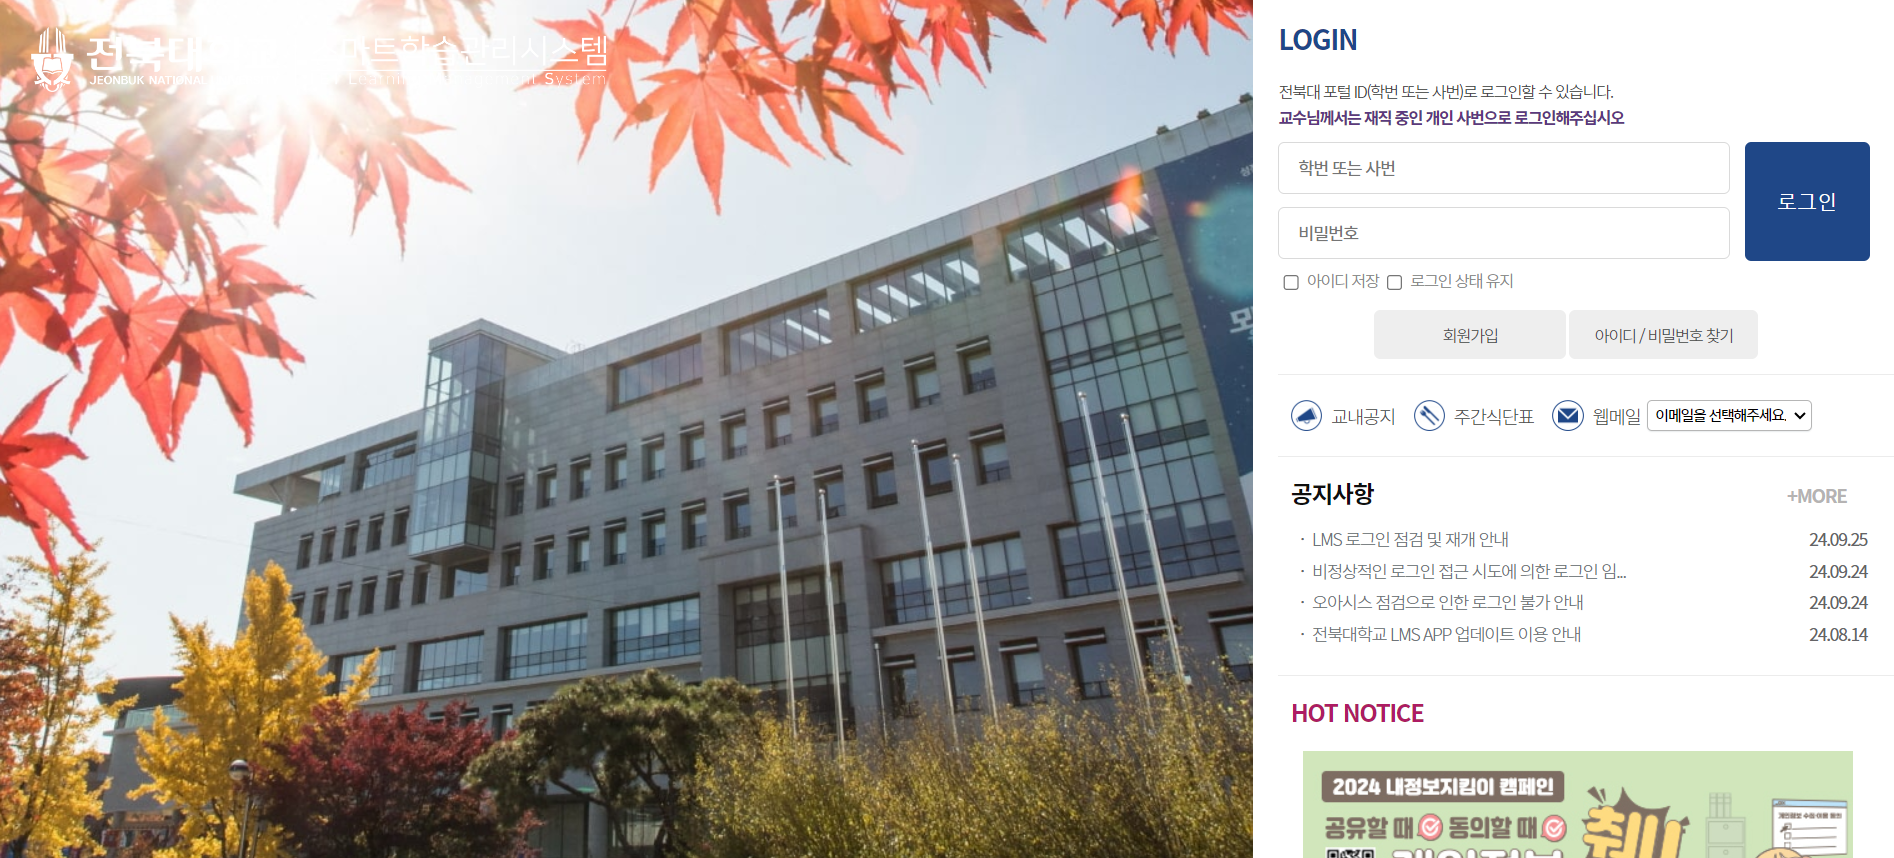 전북대
마트학습관리시스템
JEONBUK NATIONAL
System
LOGIN
전북대 포털 ID(학번 또는 사번)로 로그인할 수 있습니다.
교수님께서는 재직 중인 개인 사번으로 로그인해주십시오
학번 또는 사번
로그인
비밀번호
아이디 저장 로그인 상태 유지
회원가입 아이디 / 비밀번호 찾기
교내공지 주간식단표 웹메일 이메일을 선택해주세요.
공지사항 +MORE
· LMS 로그인 점검 및 재개 안내 24.09.25
· 비정상적인 로그인 접근 시도에 의한 로그인 임... 24.09.24
· 오아시스 점검으로 인한 로그인 불가 안내 24.09.24
· 전북대학교 LMS APP 업데이트 이용 안내 24.08.14
HOT NOTICE
2024 내정보지킴이 캠페인
공유할 때 동의할 때